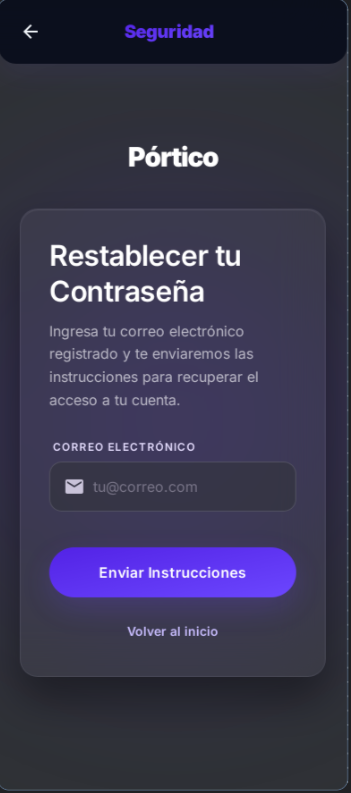 Seguridad
Pórtico
Restablecer tu
Contraseña
Ingresa tu correo electrónico
registrado y te enviaremos las
instrucciones para recuperar el
acceso a tu cuenta.
CORREO ELECTRÓNICO
tu@correo.com
Enviar Instrucciones
Volver al inicio